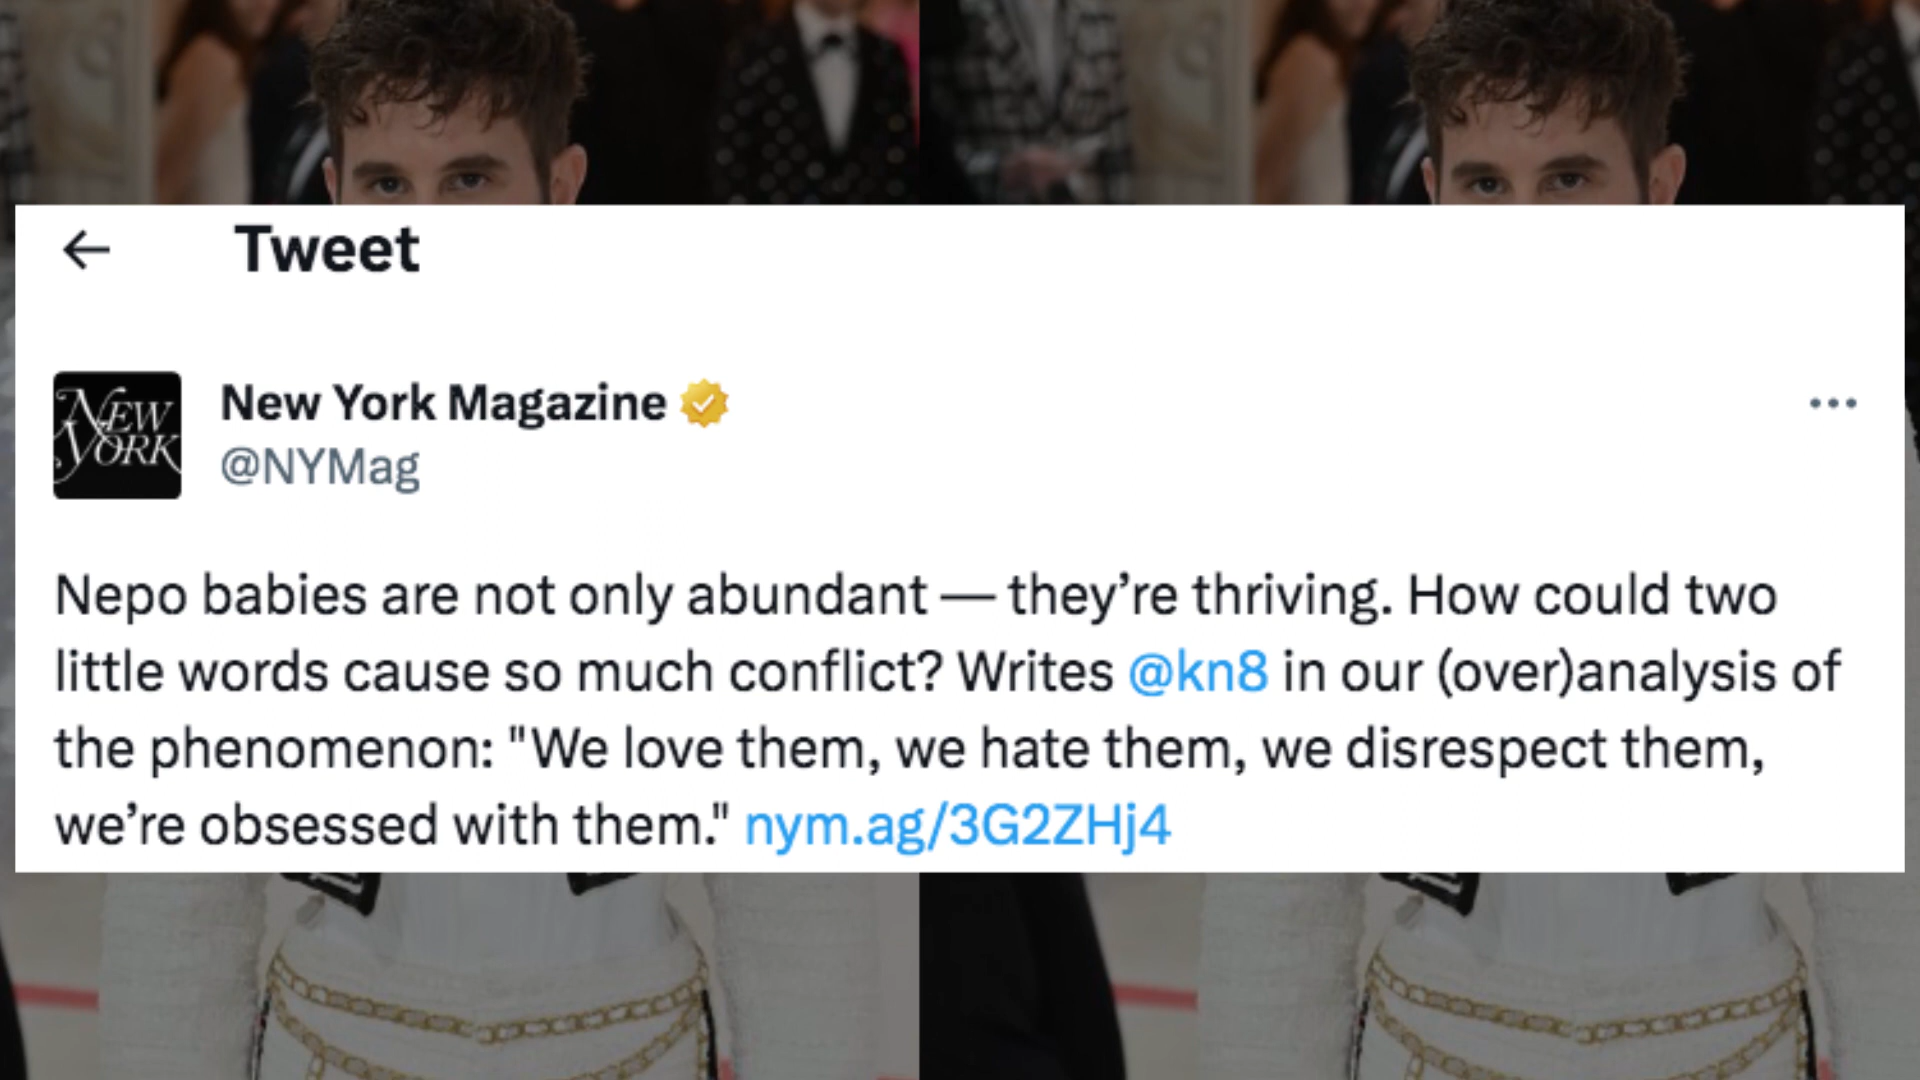 Tweet
NEW
YORK
New York Magazine
@NYMag
Nepo babies are not only abundant — they’re thriving. How could two
little words cause so much conflict? Writes @kn8 in our (over)analysis of
the phenomenon: "We love them, we hate them, we disrespect them,
we’re obsessed with them." nym.ag/3G2ZHj4